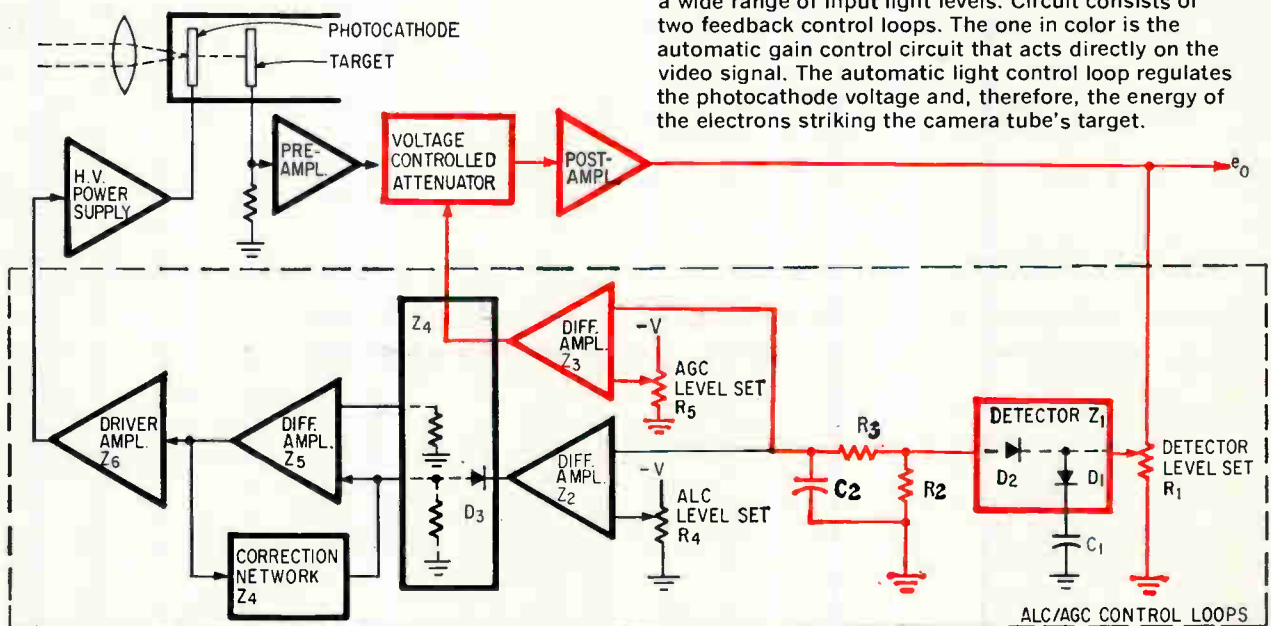 a wide range of input light levels. Circuit consists of
two feedback control loops. The one in color is the
automatic gain control circuit that acts directly on the
video signal. The automatic light control loop regulates
the photocathode voltage and, therefore, the energy of
the electrons striking the camera tube's target.
PHOTOCATHODE
TARGET
H.V.
POWER
SUPPLY
PRE-
AMPL.
VOLTAGE
CONTROLLED
ATTENUATOR
POST-
AMPL.
e0
Z4
DIFF.
AMPL.
Z3
-V
AGC
LEVEL SET
R5
DRIVER
AMPL.
Z6
DIFF.
AMPL.
Z5
D3
DIFF.
AMPL
Z2
-V
ALC
LEVEL SET
R4
R3
C2
R2
DETECTOR Z1
D2
D1
C1
DETECTOR
LEVEL SET
R1
CORRECTION
NETWORK
Z4
ALC/AGC CONTROL LOOPS